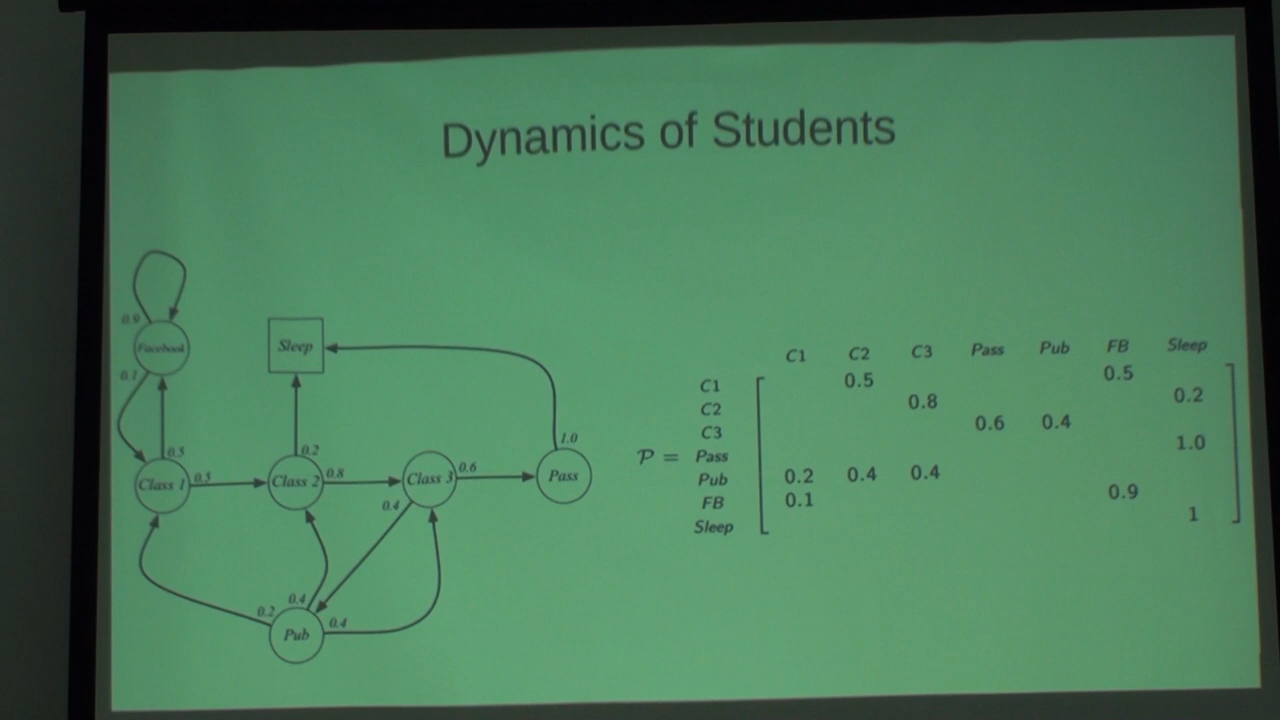 Dynamics of Students
0.9
Facebook
0.1
Sleep
0.5
Class 1
0.5
0.2
Class 2
0.8
Class 3
0.6
0.4
1.0
Pass
0.2
0.4
0.4
Pub
C1 C2 C3 Pass Pub FB Sleep
C1 0.5 0.5
C2 0.8 0.2
C3 0.6 0.4
𝒫 = Pass 1.0
Pub 0.2 0.4 0.4
FB 0.1 0.9
Sleep 1